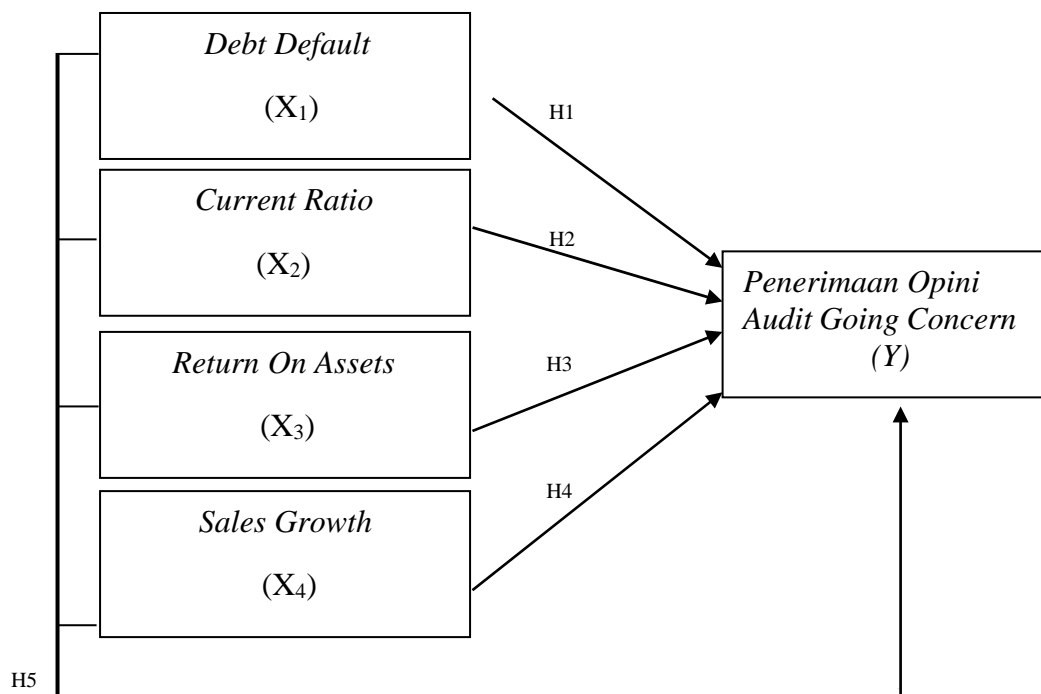 Debt Default
(X₁)
H1
Current Ratio
(X₂)
H2
Penerimaan Opini
Audit Going Concern
(Y)
Return On Assets
(X₃)
H3
Sales Growth
(X₄)
H4
H5